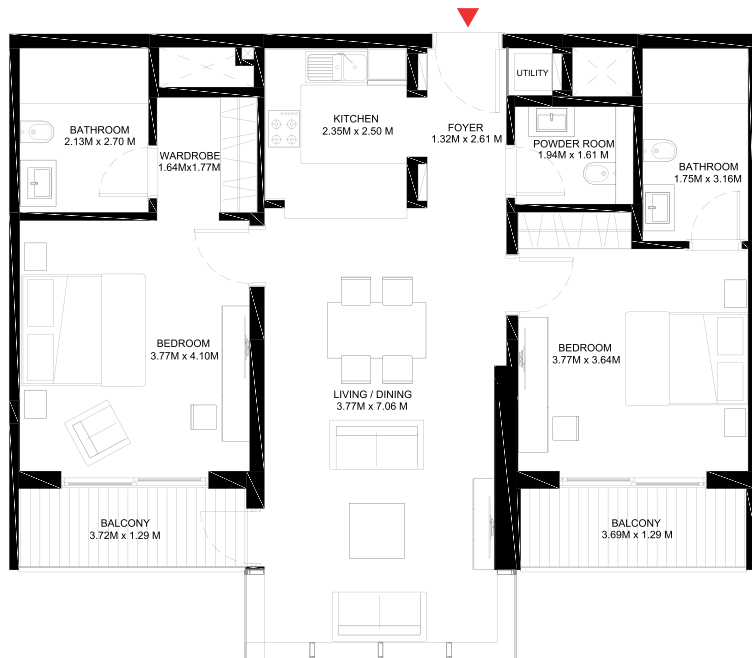 UTILITY
KITCHEN
2.35M x 2.50 M
FOYER
1.32M x 2.61 M
BATHROOM
2.13M x 2.70 M
WARDROBE
1.64Mx1.77M
POWDER ROOM
1.94M x 1.61 M
BATHROOM
1.75M x 3.16M
BEDROOM
3.77M x 4.10M
BEDROOM
3.77M x 3.64M
LIVING / DINING
3.77M x 7.06 M
BALCONY
3.72M x 1.29 M
BALCONY
3.69M x 1.29 M